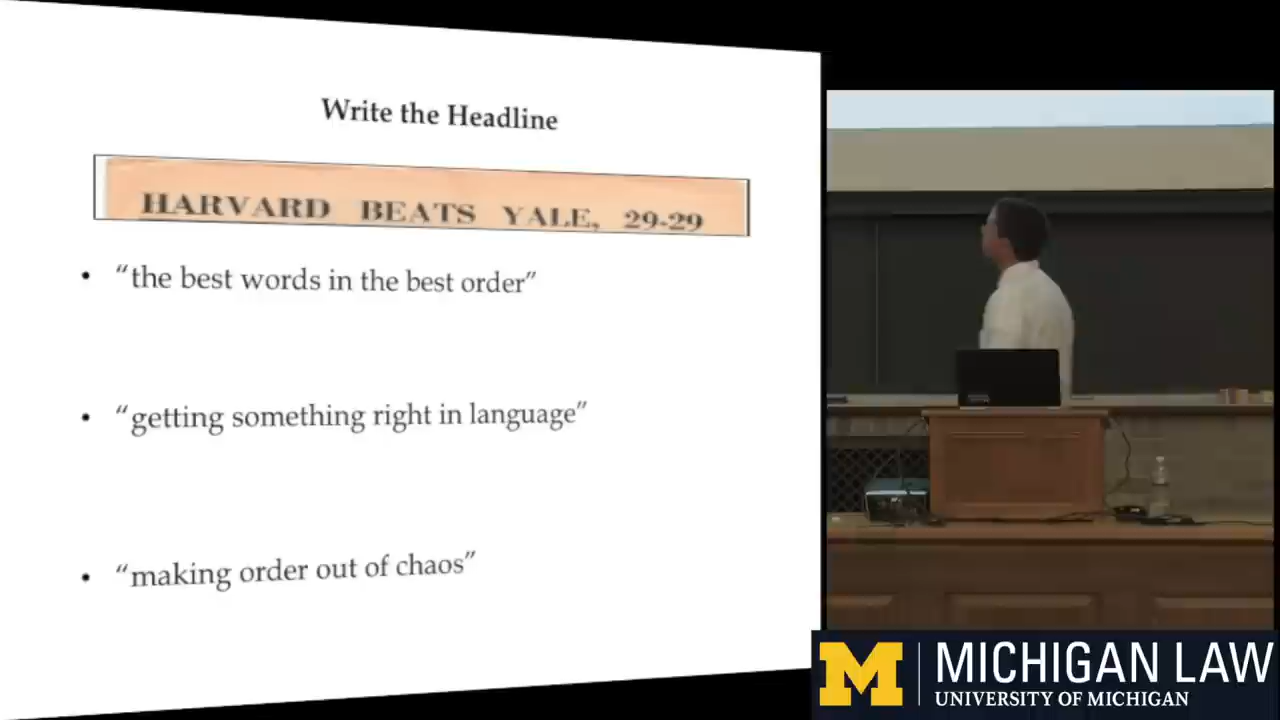 Write the Headline
HARVARD BEATS YALE, 29-29
• “the best words in the best order”
• “getting something right in language”
• “making order out of chaos”
M
MICHIGAN LAW
UNIVERSITY OF MICHIGAN